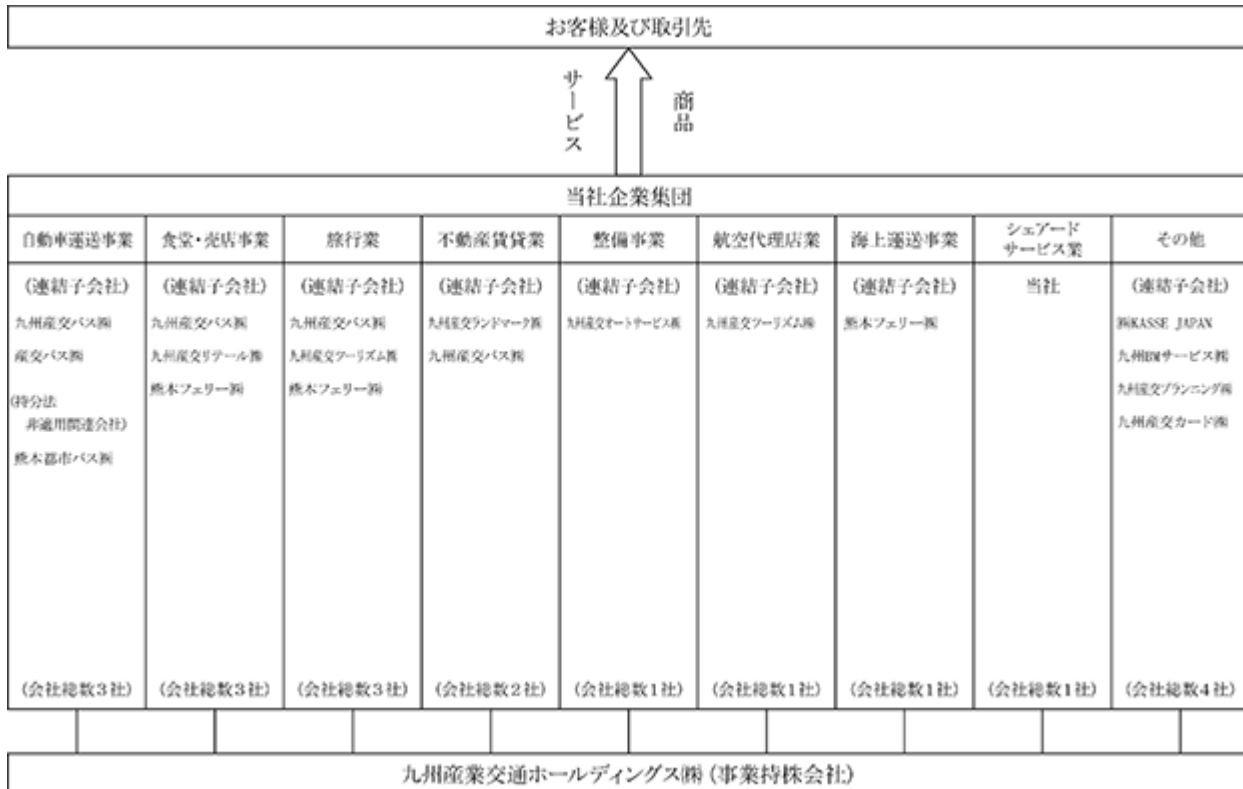 お客様及び取引先
サービス
商品
当社企業集団
自動車運送事業
(連結子会社)
九州産交バス㈱
産交バス㈱
(持分法
非適用関連会社)
熊本都市バス㈱
(会社総数3社)
食堂・売店事業
(連結子会社)
九州産交バス㈱
九州産交リテール㈱
熊本フェリー㈱
(会社総数3社)
旅行業
(連結子会社)
九州産交バス㈱
九州産交ツーリズム㈱
熊本フェリー㈱
(会社総数3社)
不動産賃貸業
(連結子会社)
九州産交ランドマーク㈱
九州産交バス㈱
(会社総数2社)
整備事業
(連結子会社)
九州産交オートサービス㈱
(会社総数1社)
航空代理店業
(連結子会社)
九州産交ツーリズム㈱
(会社総数1社)
海上運送事業
(連結子会社)
熊本フェリー㈱
(会社総数1社)
シェアード
サービス業
当社
(会社総数1社)
その他
(連結子会社)
㈱KASSE JAPAN
九州BMサービス㈱
九州産交プランニング㈱
九州産交カード㈱
(会社総数4社)
九州産業交通ホールディングス㈱ (事業持株会社)